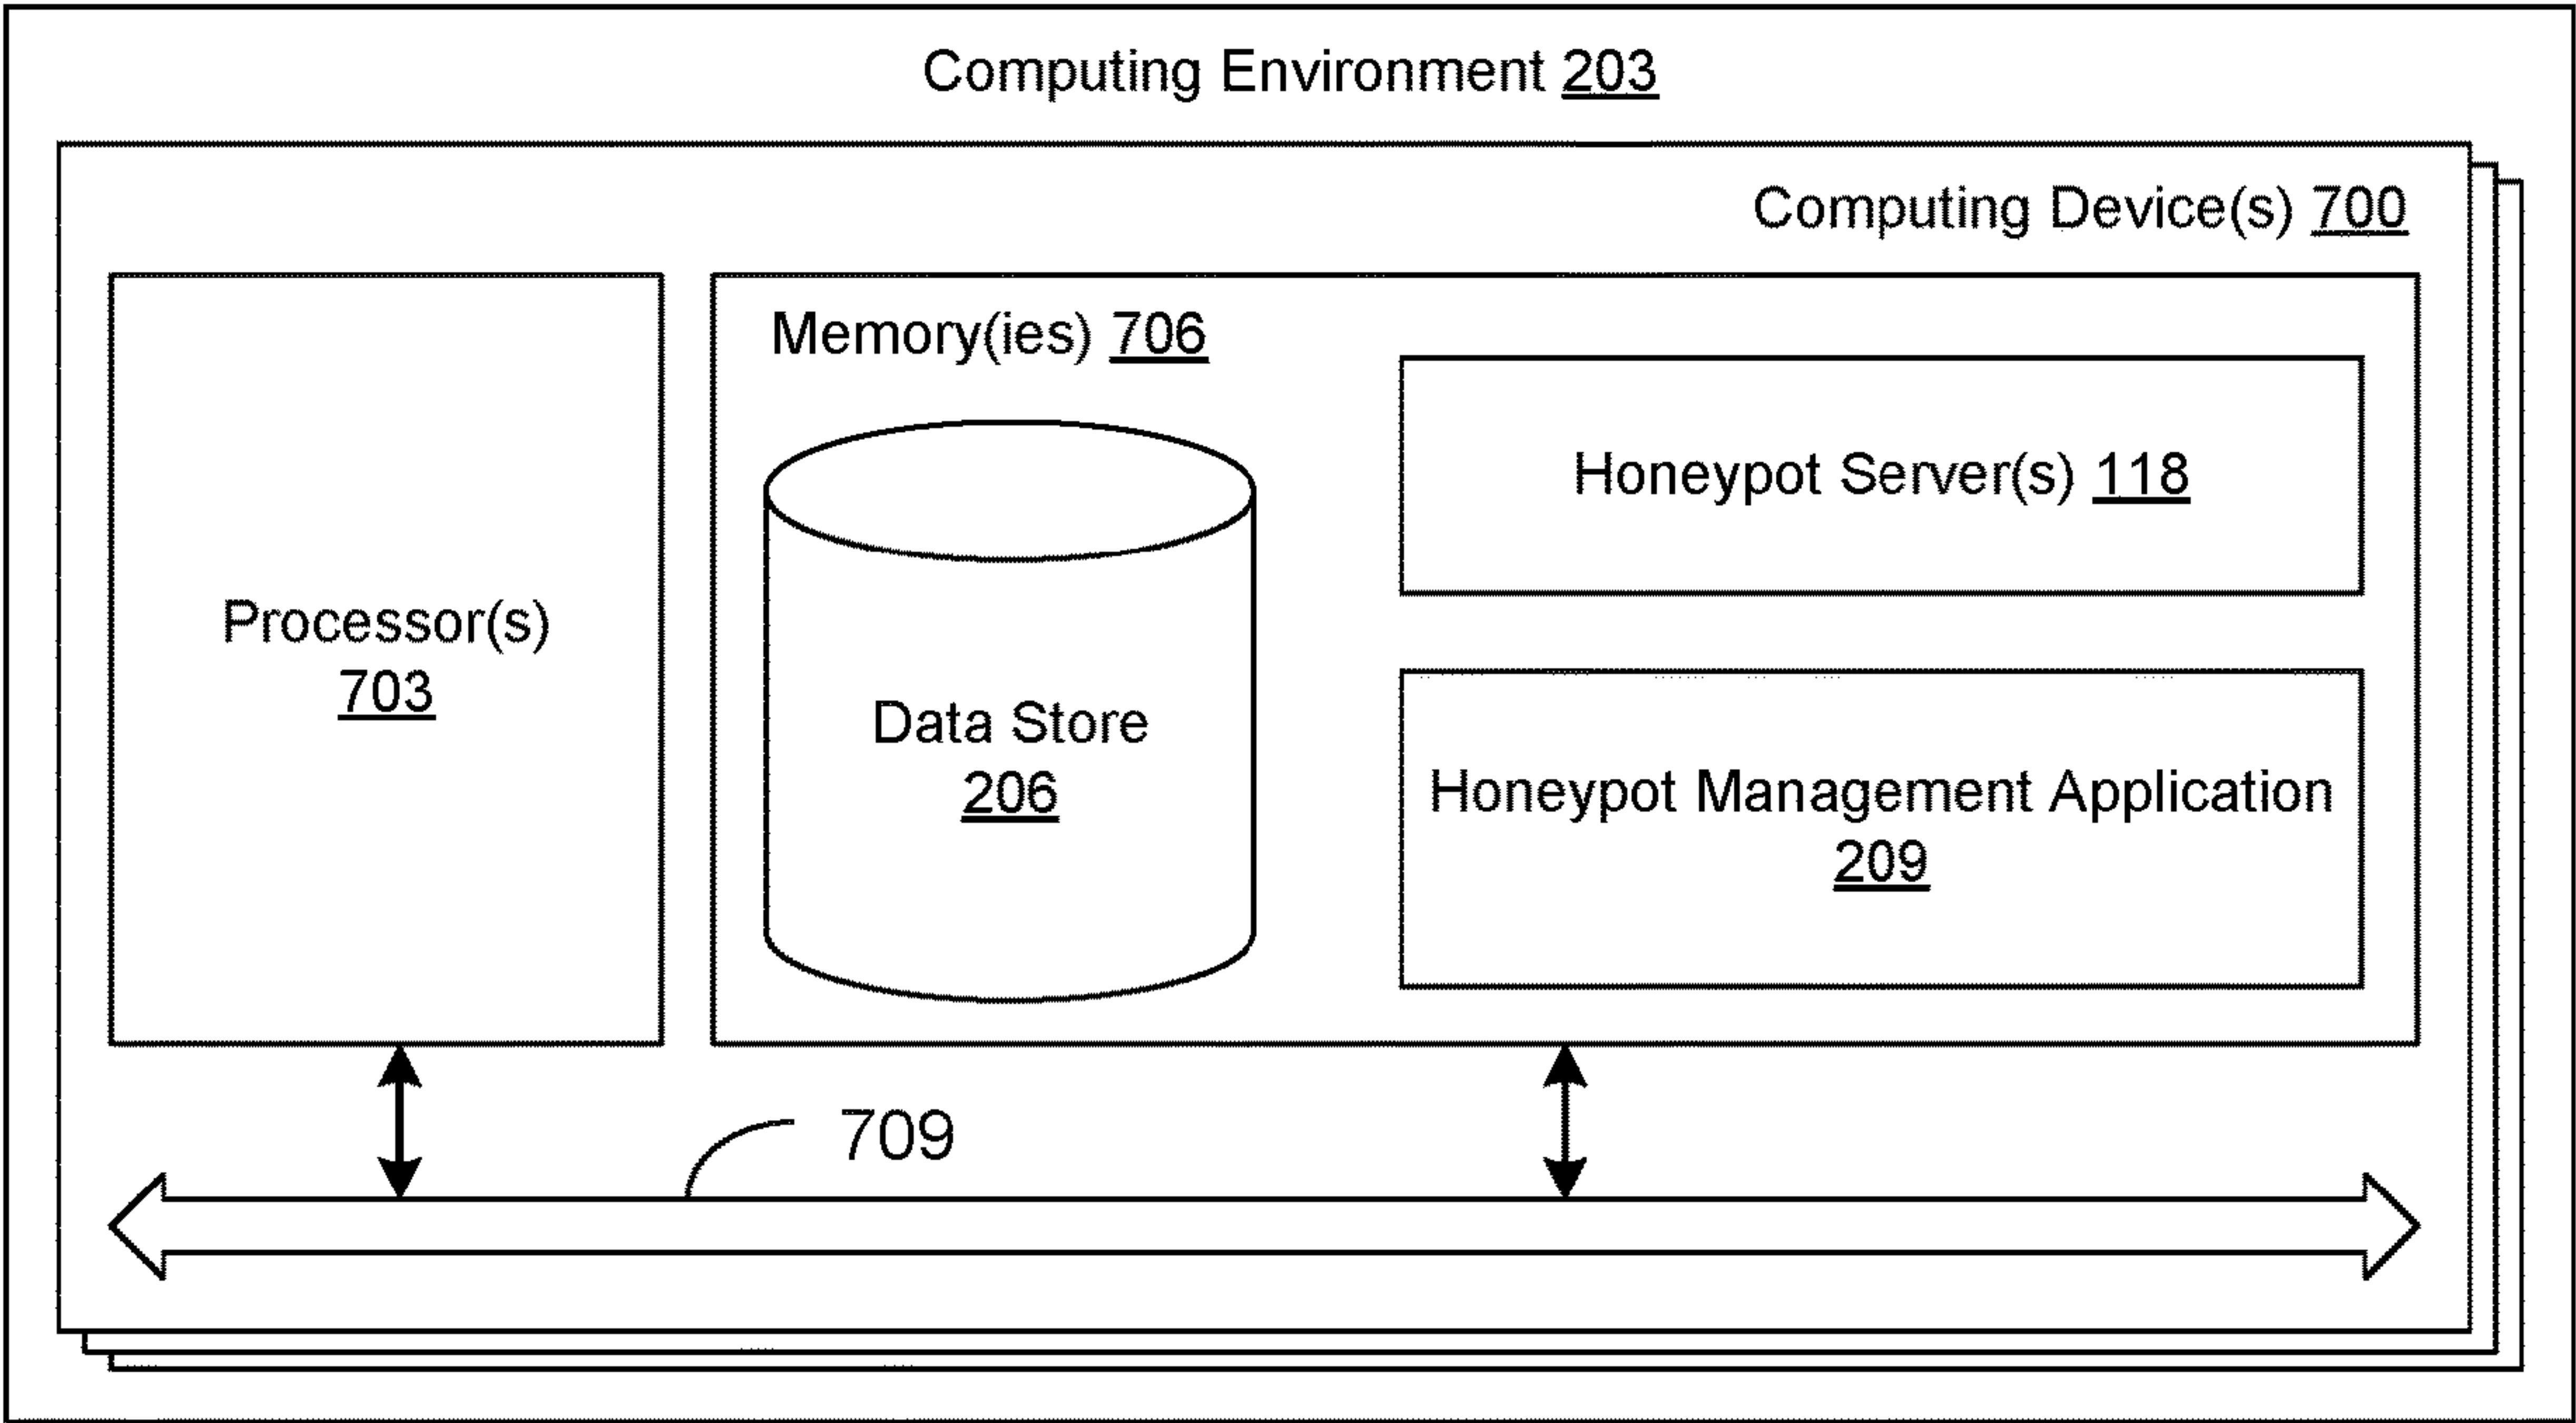 Computing Environment 203
Computing Device(s) 700
Processor(s)
703
Memory(ies) 706
Data Store
206
Honeypot Server(s) 118
Honeypot Management Application
209
709